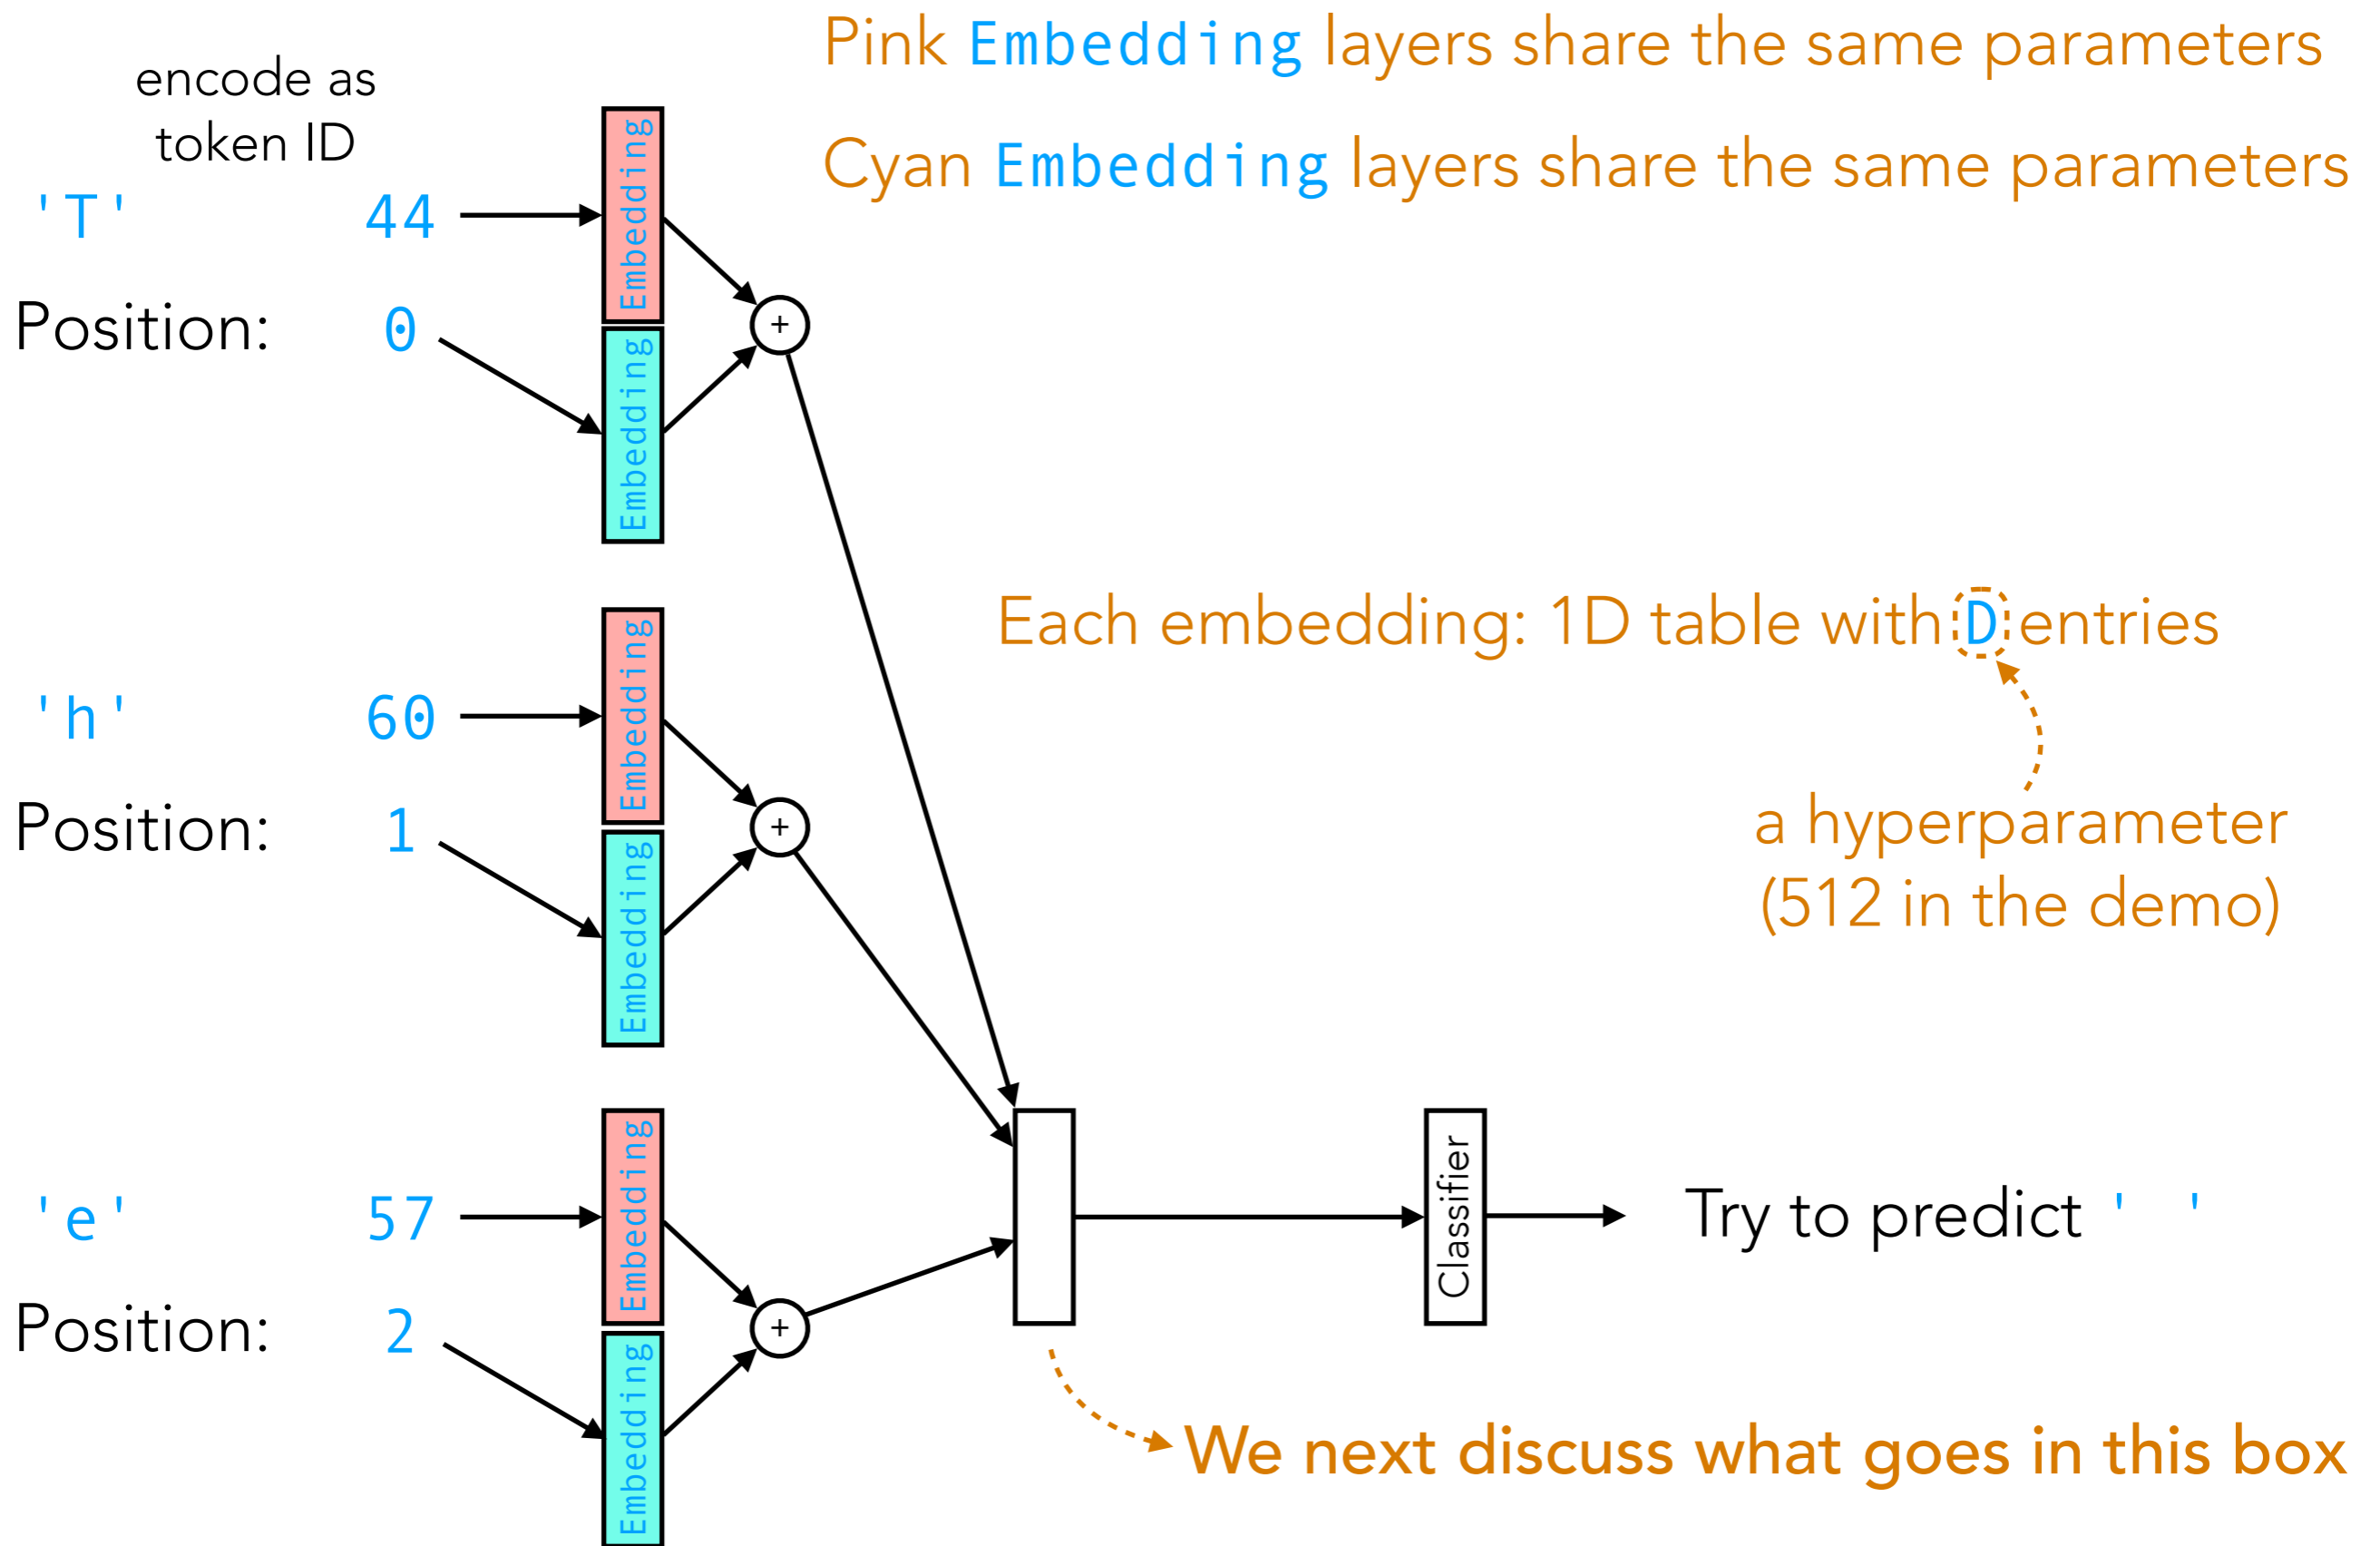 Pink Embedding layers share the same parameters
Cyan Embedding layers share the same parameters
encode as
token ID
'T' 44
Embedding
Position: 0
Embedding
+
Each embedding: 1D table with D entries
a hyperparameter
(512 in the demo)
'h' 60
Embedding
Position: 1
Embedding
+
'e' 57
Embedding
Position: 2
Embedding
+
Classifier
Try to predict ' '
We next discuss what goes in this box